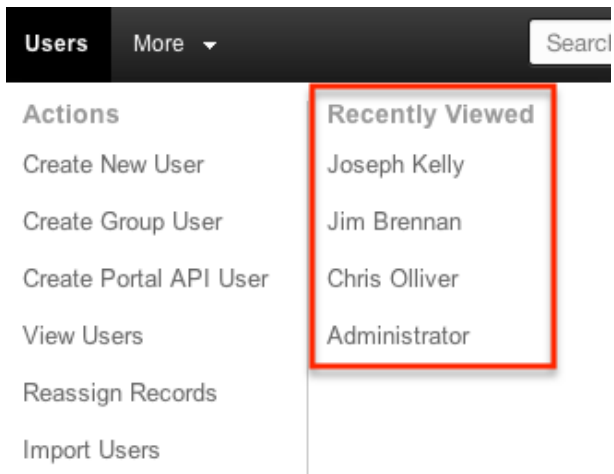 Users More Search
Actions
Create New User
Create Group User
Create Portal API User
View Users
Reassign Records
Import Users
Recently Viewed
Joseph Kelly
Jim Brennan
Chris Olliver
Administrator